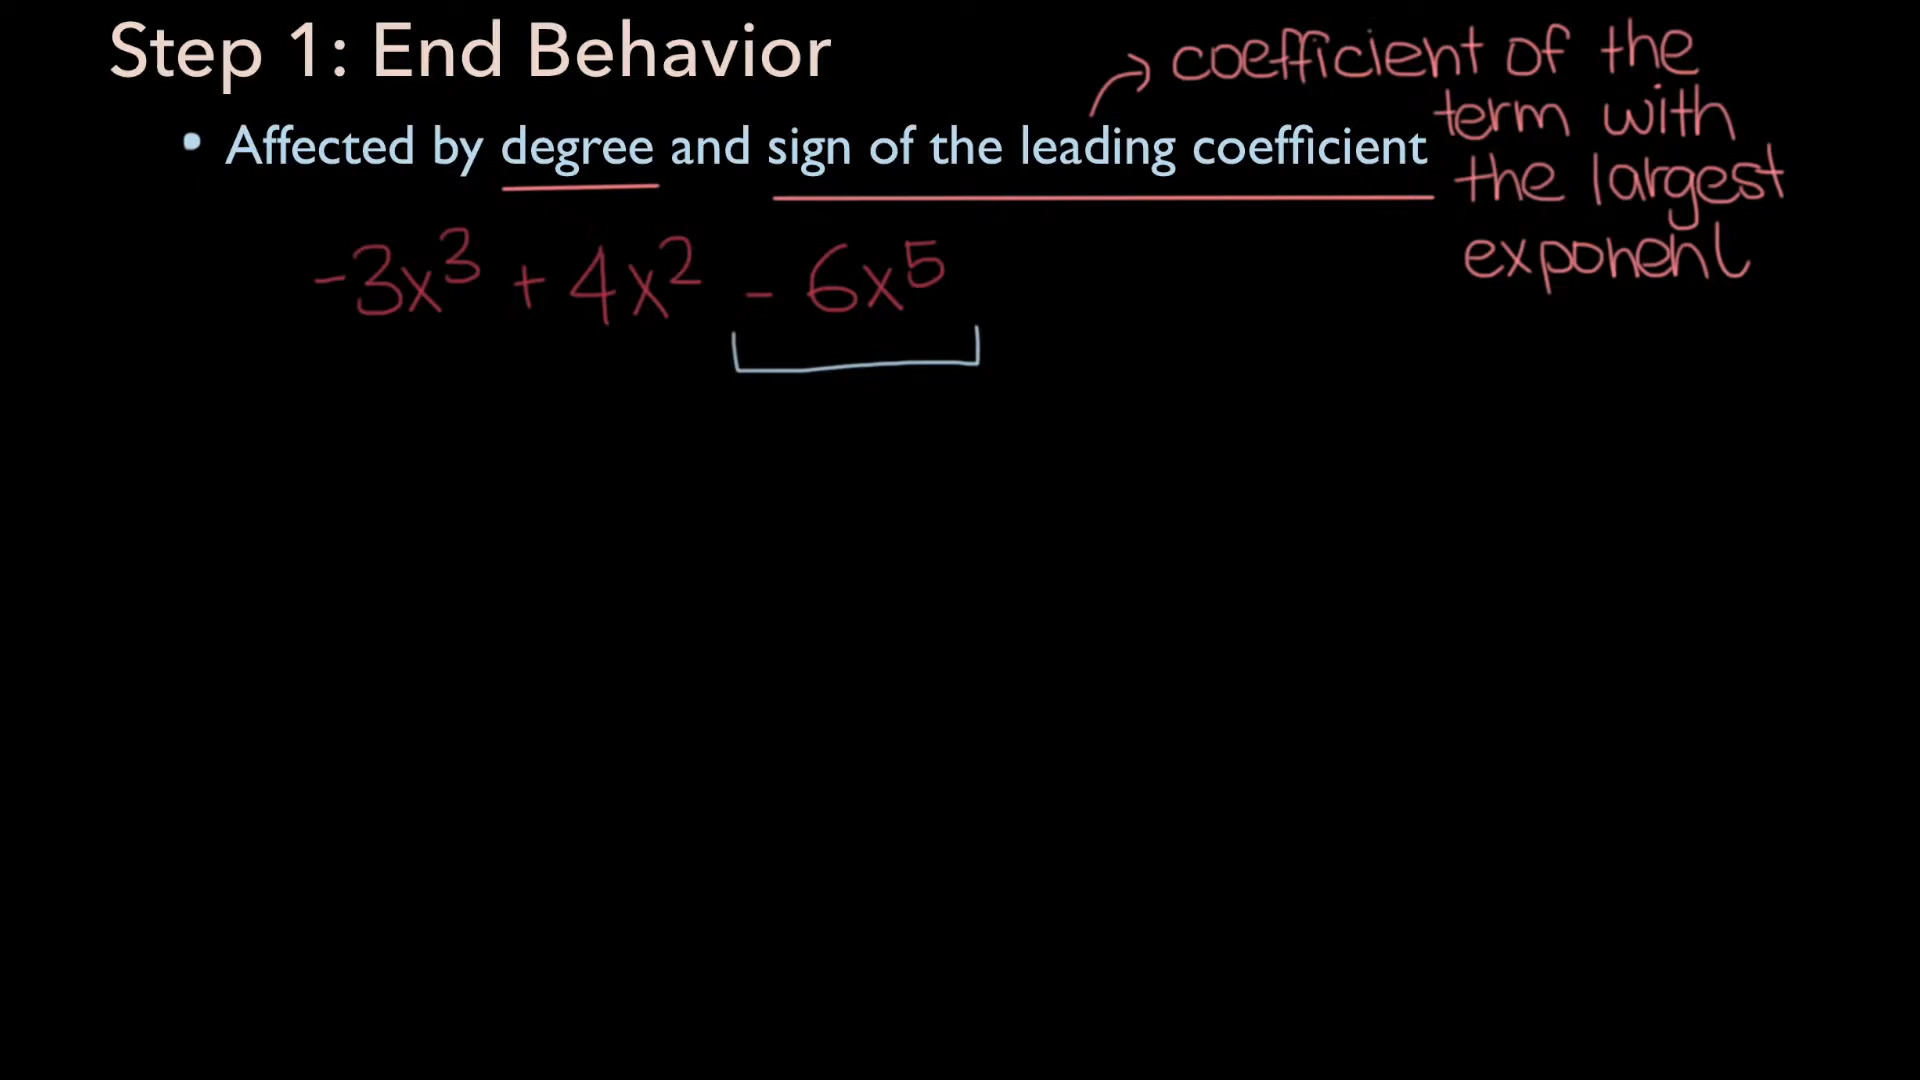 Step 1: End Behavior
• Affected by degree and sign of the leading coefficient
coefficient of the
term with
the largest
exponent
-3x³ + 4x² - 6x⁵